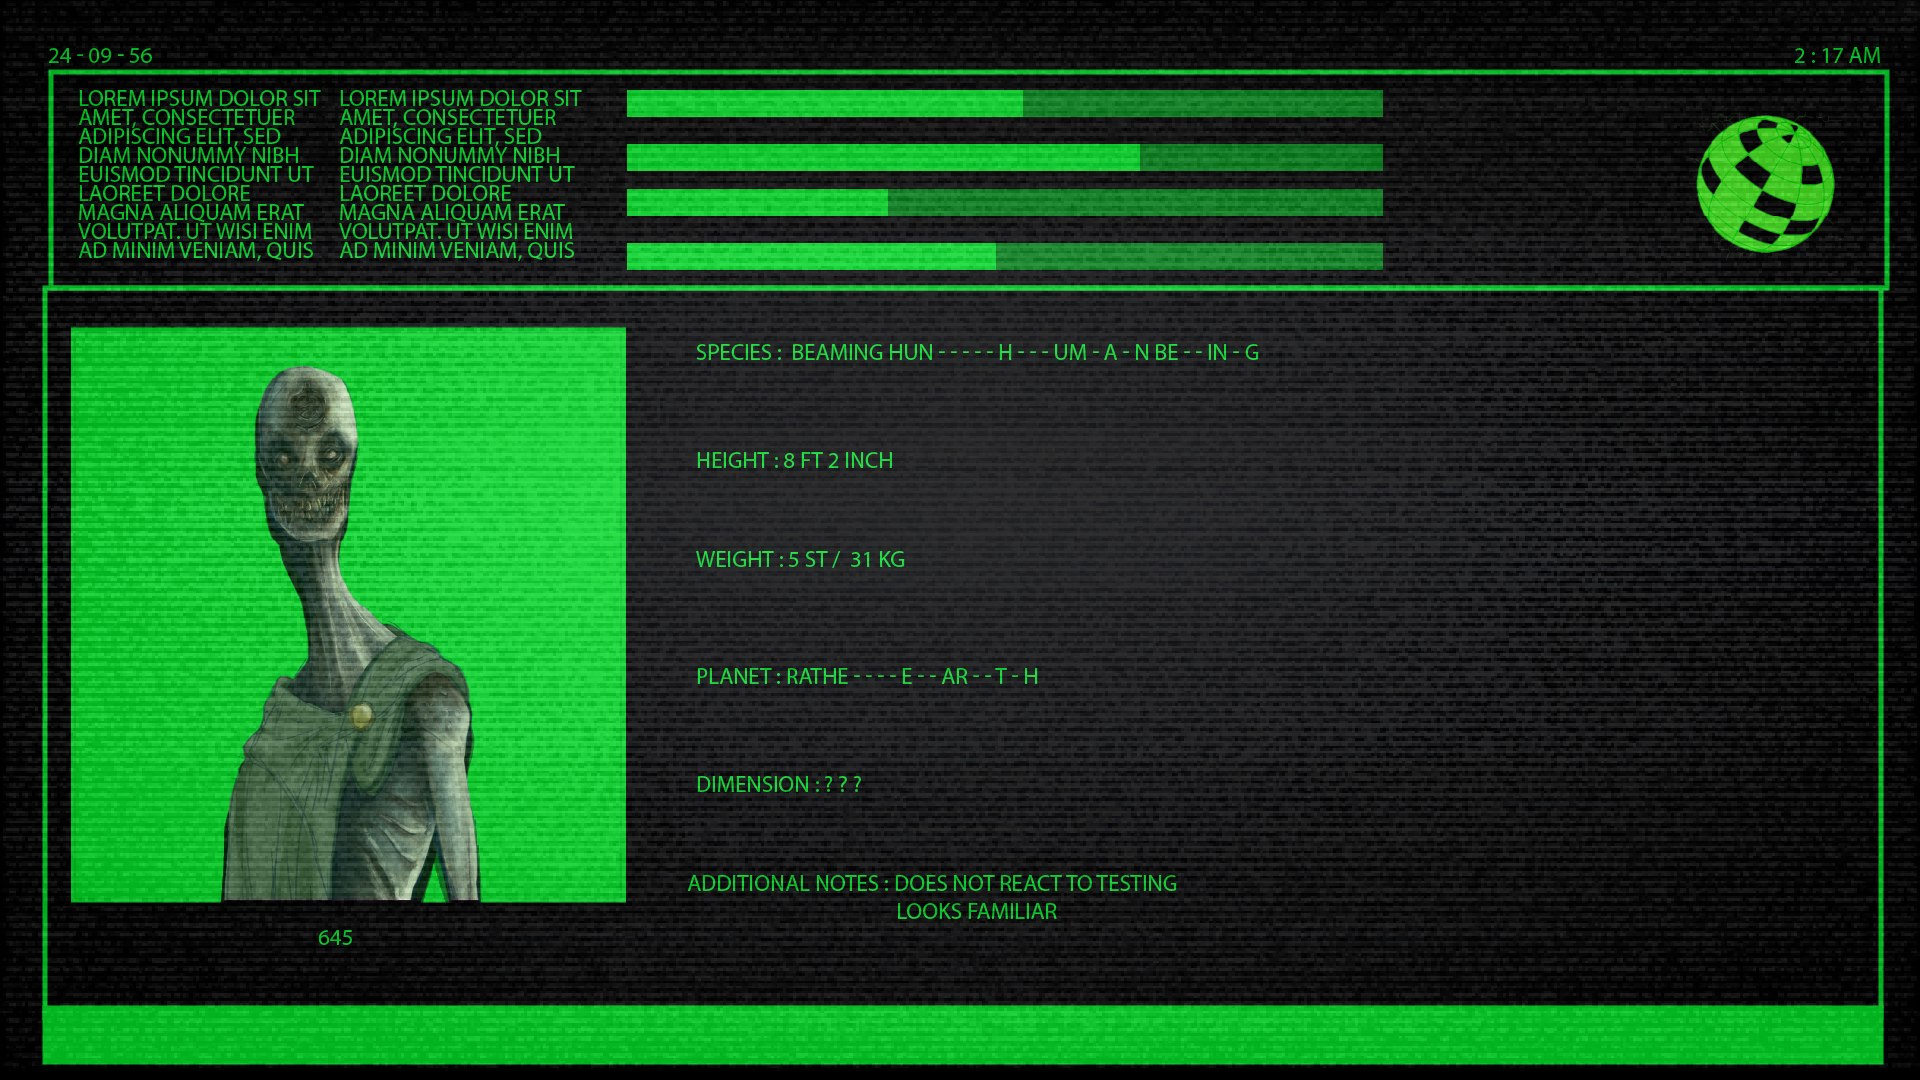 24 - 09 - 56
2 : 17 AM
LOREM IPSUM DOLOR SIT
AMET, CONSECTETUER
ADIPISCING ELIT, SED
DIAM NONUMMY NIBH
EUISMOD TINCIDUNT UT
LAOREET DOLORE
MAGNA ALIQUAM ERAT
VOLUTPAT. UT WISI ENIM
AD MINIM VENIAM, QUIS
LOREM IPSUM DOLOR SIT
AMET, CONSECTETUER
ADIPISCING ELIT, SED
DIAM NONUMMY NIBH
EUISMOD TINCIDUNT UT
LAOREET DOLORE
MAGNA ALIQUAM ERAT
VOLUTPAT. UT WISI ENIM
AD MINIM VENIAM, QUIS
SPECIES : BEAMING HUN - - - - - H - - - UM - A - N BE - - IN - G
HEIGHT : 8 FT 2 INCH
WEIGHT : 5 ST / 31 KG
PLANET : RATHE - - - - E - - AR - - T - H
DIMENSION : ? ? ?
ADDITIONAL NOTES : DOES NOT REACT TO TESTING
LOOKS FAMILIAR
645